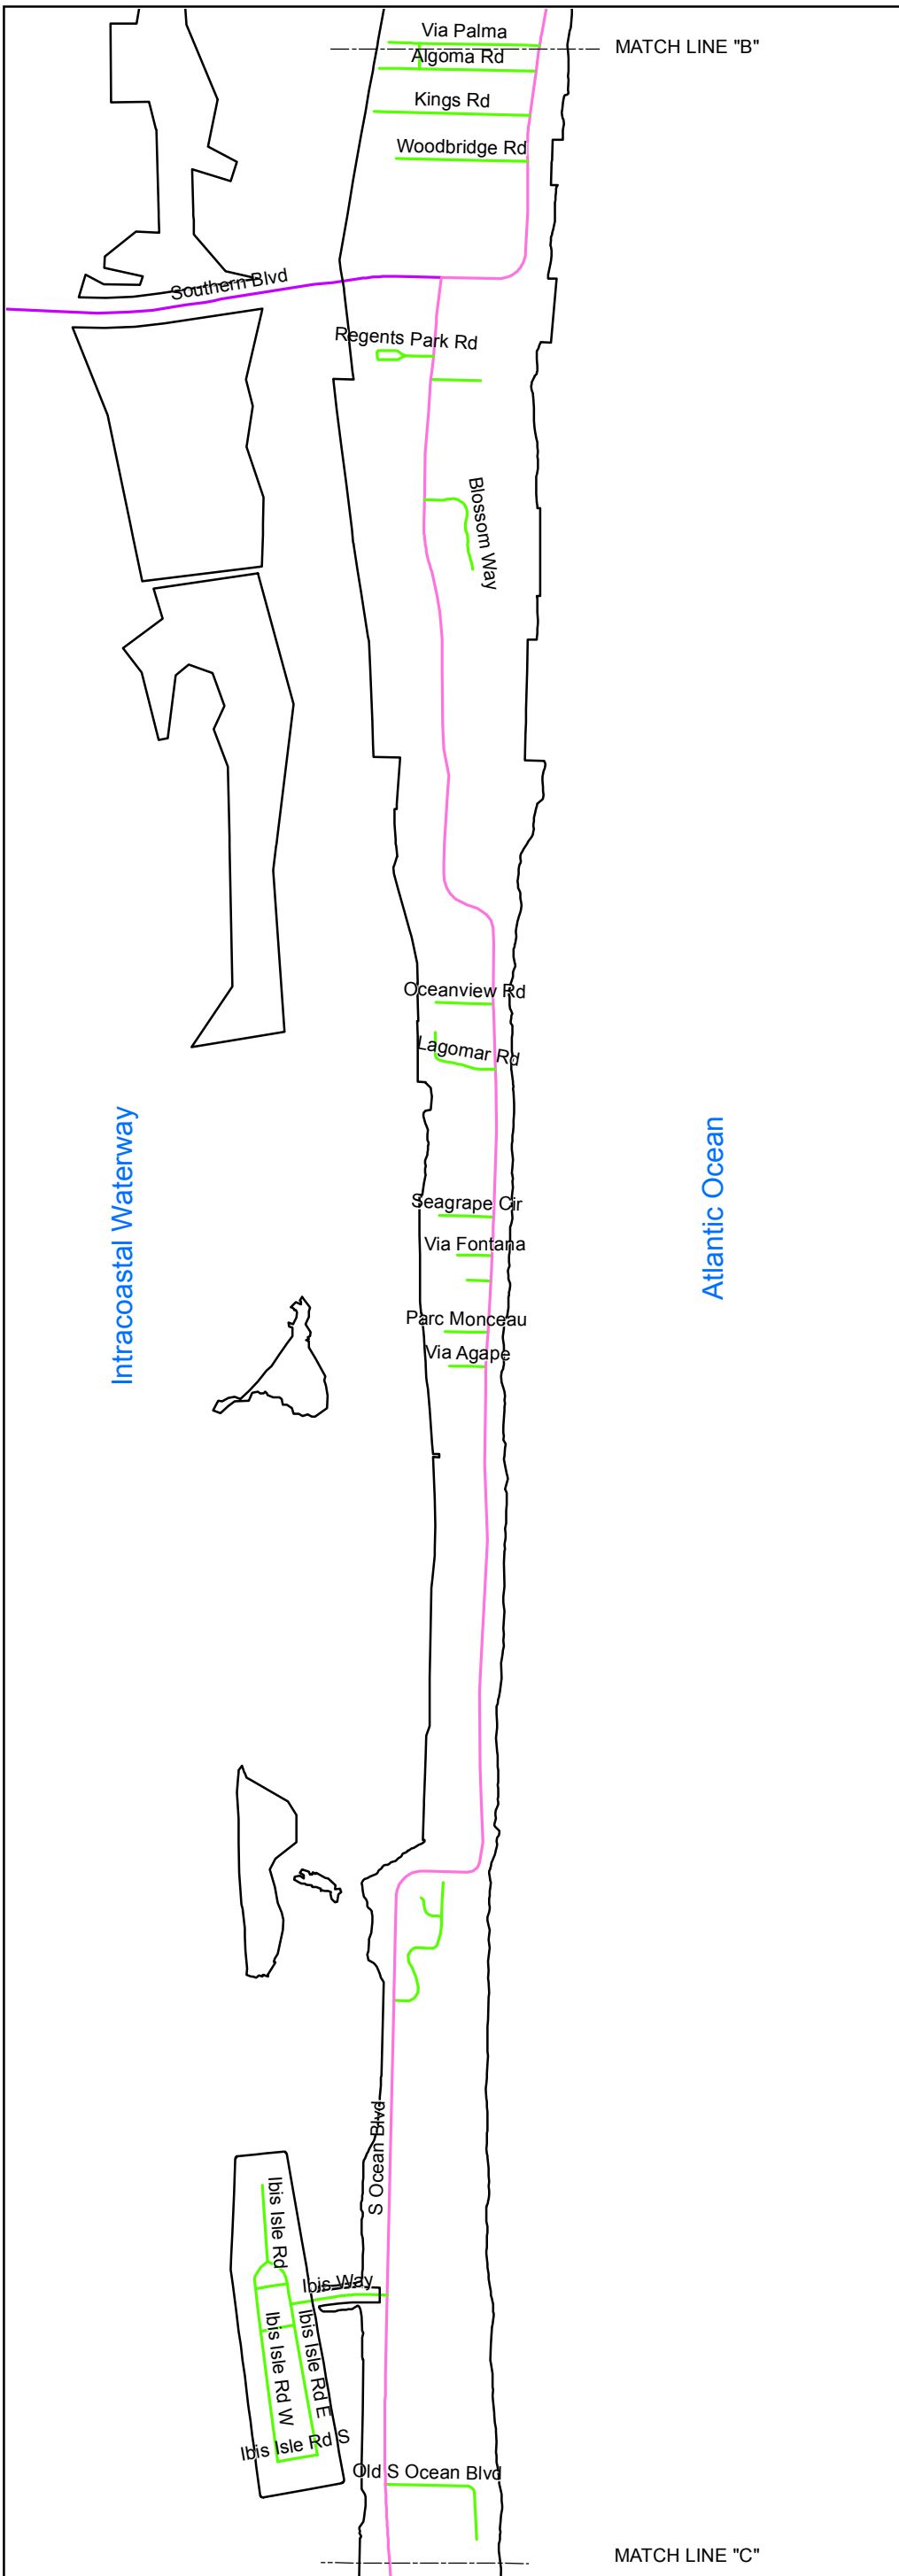 Via Palma
MATCH LINE "B"
Algoma Rd
Kings Rd
Woodbridge Rd
Southern Blvd
Regents Park Rd
Blossom Way
Oceanview Rd
Lagomar Rd
Intracoastal Waterway
Atlantic Ocean
Seagrape Cir
Via Fontana
Parc Monceau
Via Agape
S Ocean Blvd
Ibis Isle Rd
Ibis Way
Ibis Isle Rd E
Ibis Isle Rd W
Ibis Isle Rd S
Old S Ocean Blvd
MATCH LINE "C"